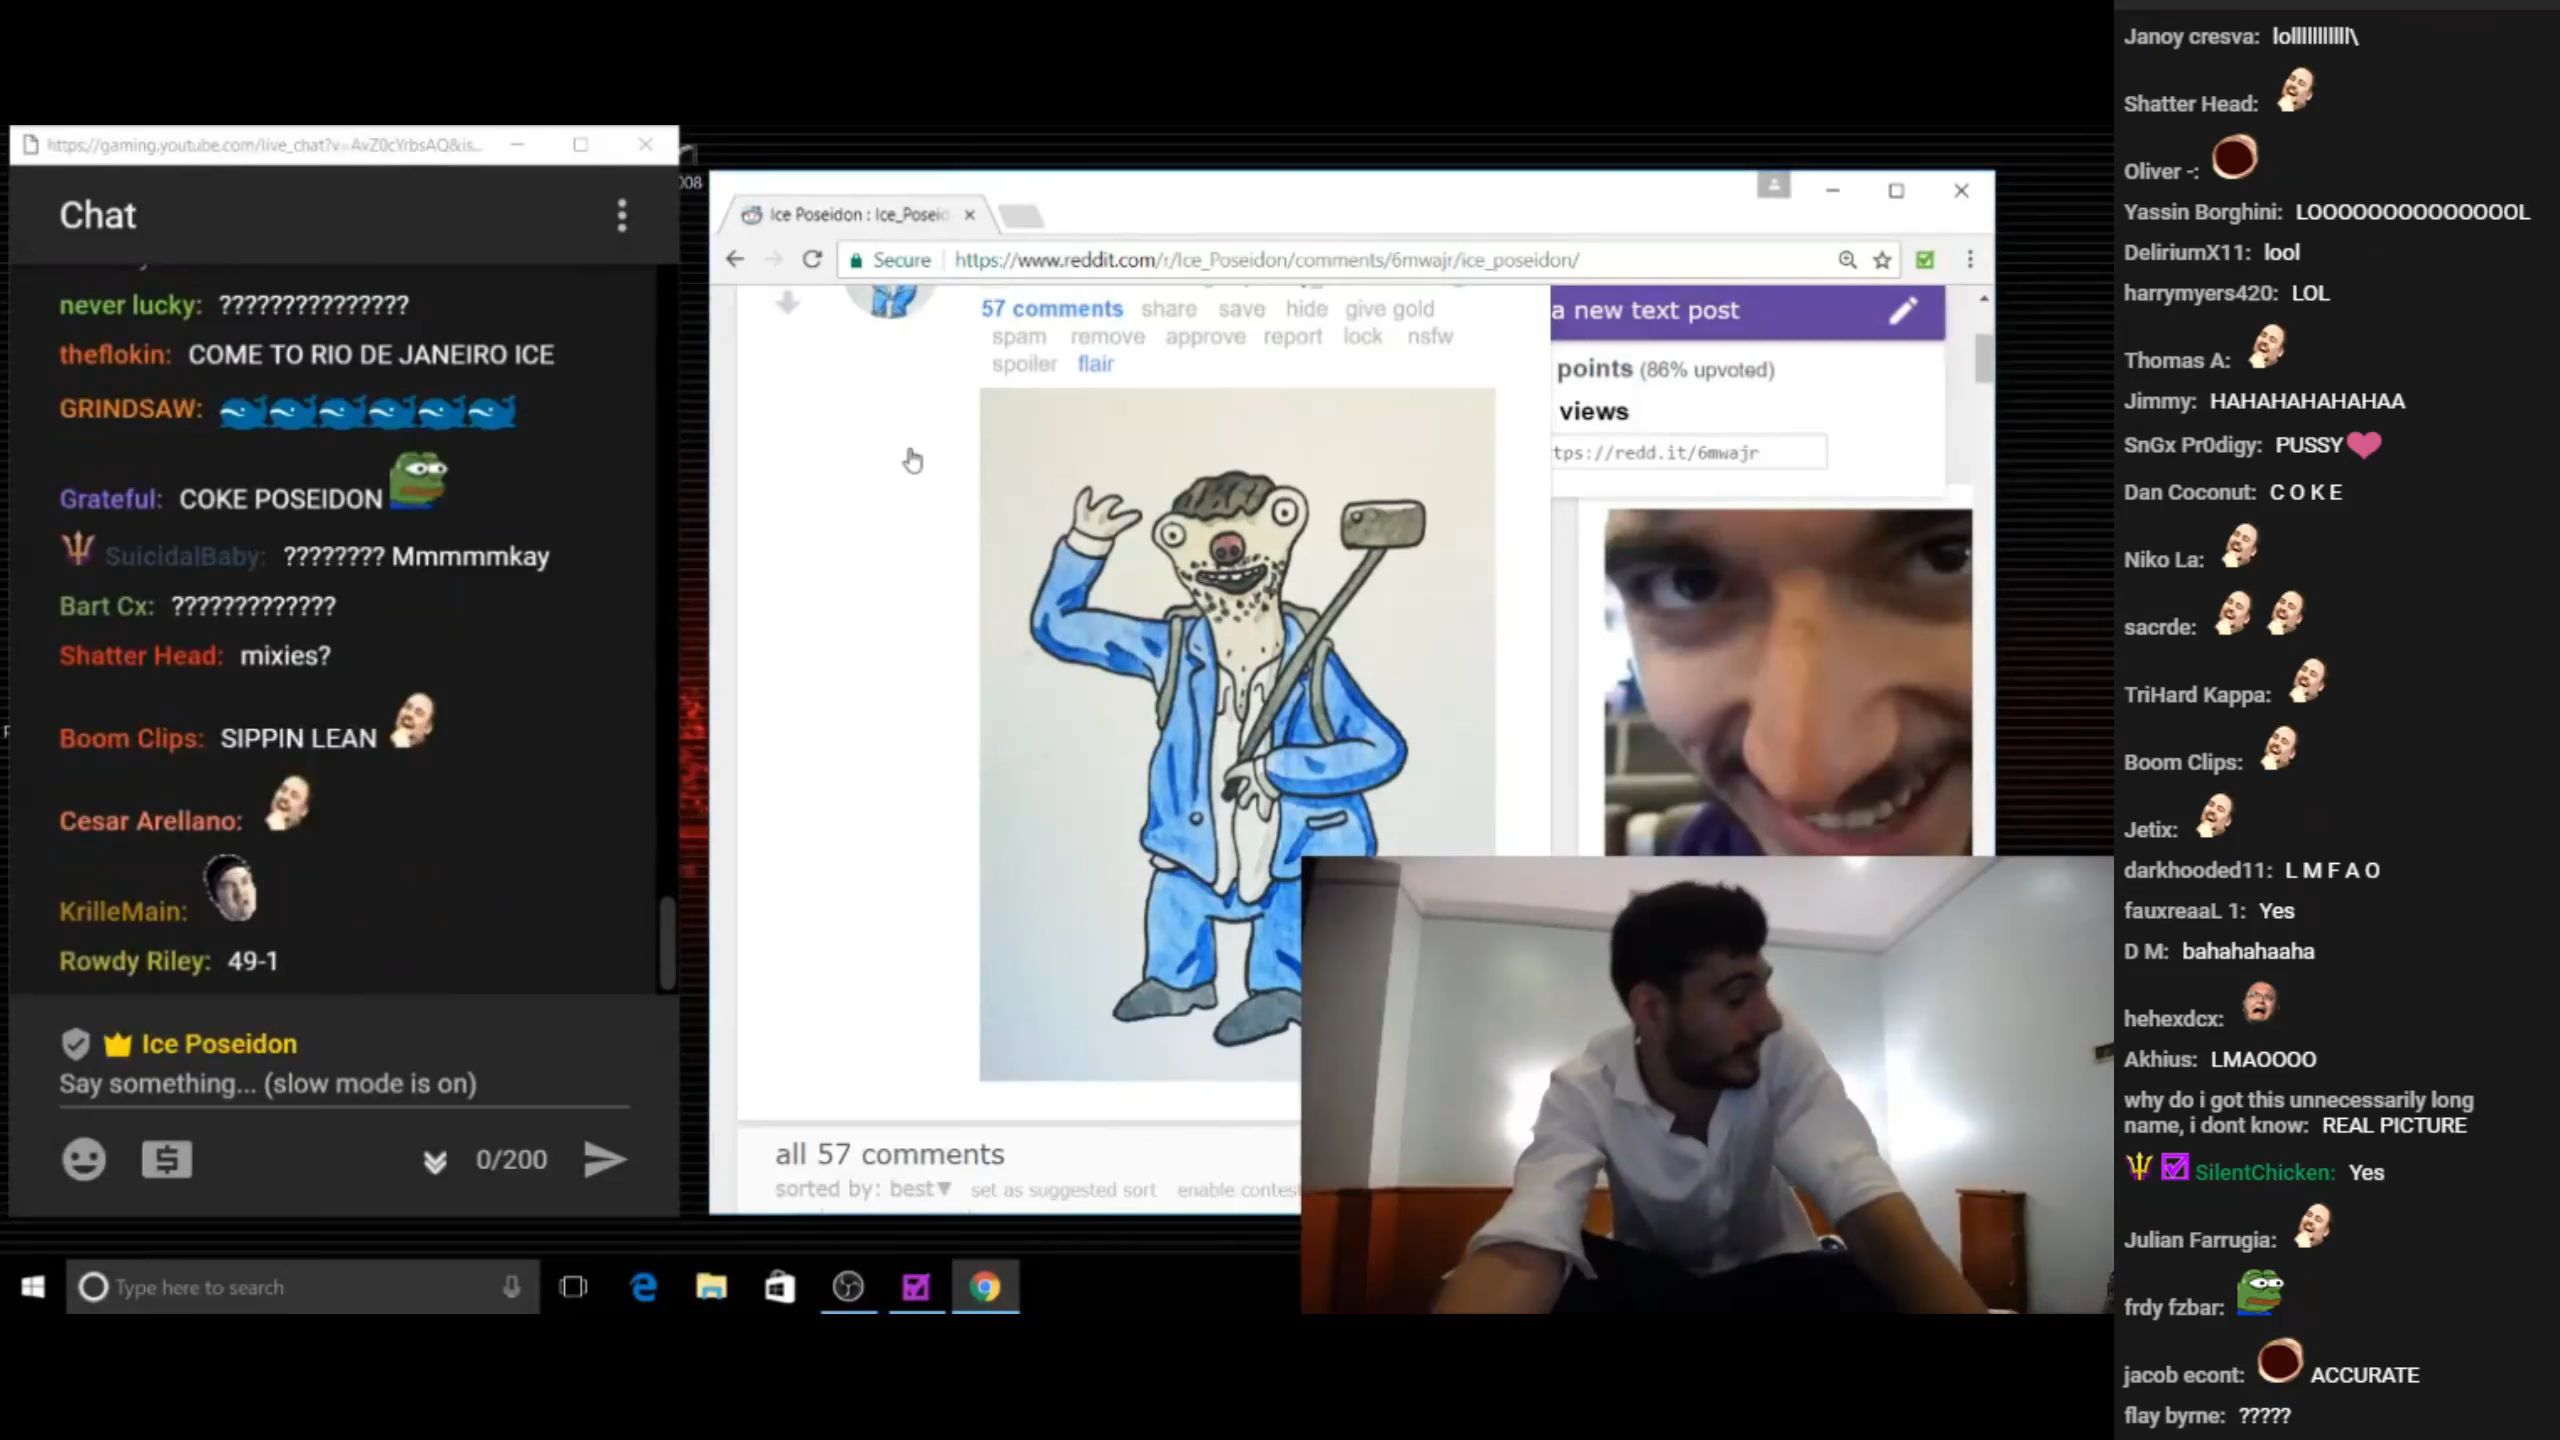 https://gaming.youtube.com/live_chat?v=AvZ0cYrbsAQ&is...
Chat
never lucky: ???????????????
theflokin: COME TO RIO DE JANEIRO ICE
GRINDSAW:
Grateful: COKE POSEIDON
SuicidalBaby: ???????? Mmmmmkay
Bart Cx: ?????????????
Shatter Head: mixies?
Boom Clips: SIPPIN LEAN
Cesar Arellano:
KrilleMain:
Rowdy Riley: 49-1
Ice Poseidon
Say something... (slow mode is on)
0/200
Type here to search
008
Ice Poseidon : Ice_Poseid
Secure https://www.reddit.com/r/Ice_Poseidon/comments/6mwajr/ice_poseidon/
57 comments share save hide give gold
spam remove approve report lock nsfw
spoiler flair
a new text post
points (86% upvoted)
views
tps://redd.it/6mwajr
all 57 comments
sorted by: best▼ set as suggested sort enable contest
Janoy cresva: lolllllllllll\
Shatter Head:
Oliver -:
Yassin Borghini: LOOOOOOOOOOOOOOL
DeliriumX11: lool
harrymyers420: LOL
Thomas A:
Jimmy: HAHAHAHAHAHAA
SnGx Pr0digy: PUSSY
Dan Coconut: C O K E
Niko La:
sacrde:
TriHard Kappa:
Boom Clips:
Jetix:
darkhooded11: L M F A O
fauxreaaL 1: Yes
D M: bahahahaaha
hehexdcx:
Akhius: LMAOOOO
why do i got this unnecessarily long
name, i dont know: REAL PICTURE
SilentChicken: Yes
Julian Farrugia:
frdy fzbar:
jacob econt: ACCURATE
flay byrne: ?????